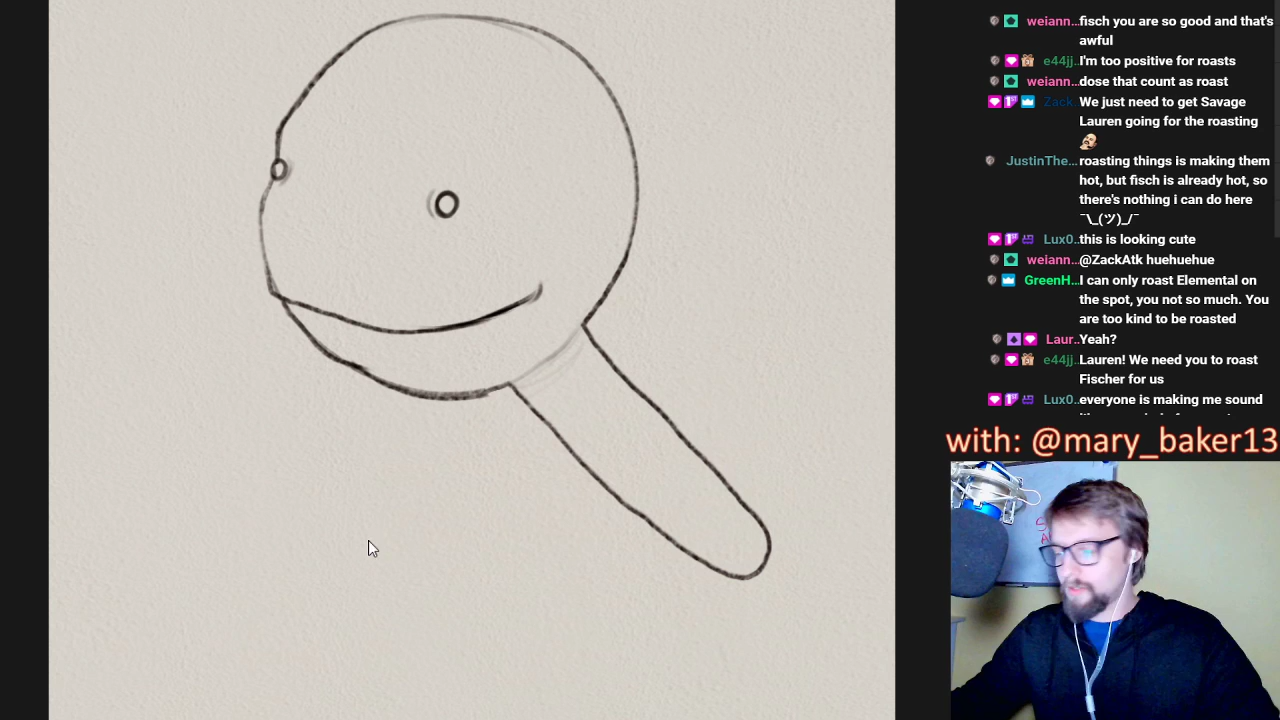 weiann... fisch you are so good and that's
awful
e44jj.. I'm too positive for roasts
weiann... dose that count as roast
Zack We just need to get Savage
Lauren going for the roasting
JustinThe... roasting things is making them
hot, but fisch is already hot, so
there's nothing i can do here
¯\_(ツ)_/¯
Lux0.. this is looking cute
weiann... @ZackAtk huehuehue
GreenH... I can only roast Elemental on
the spot, you not so much. You
are too kind to be roasted
Laur.. Yeah?
e44jj.. Lauren! We need you to roast
Fischer for us
Lux0.. everyone is making me sound
with: @mary_baker13